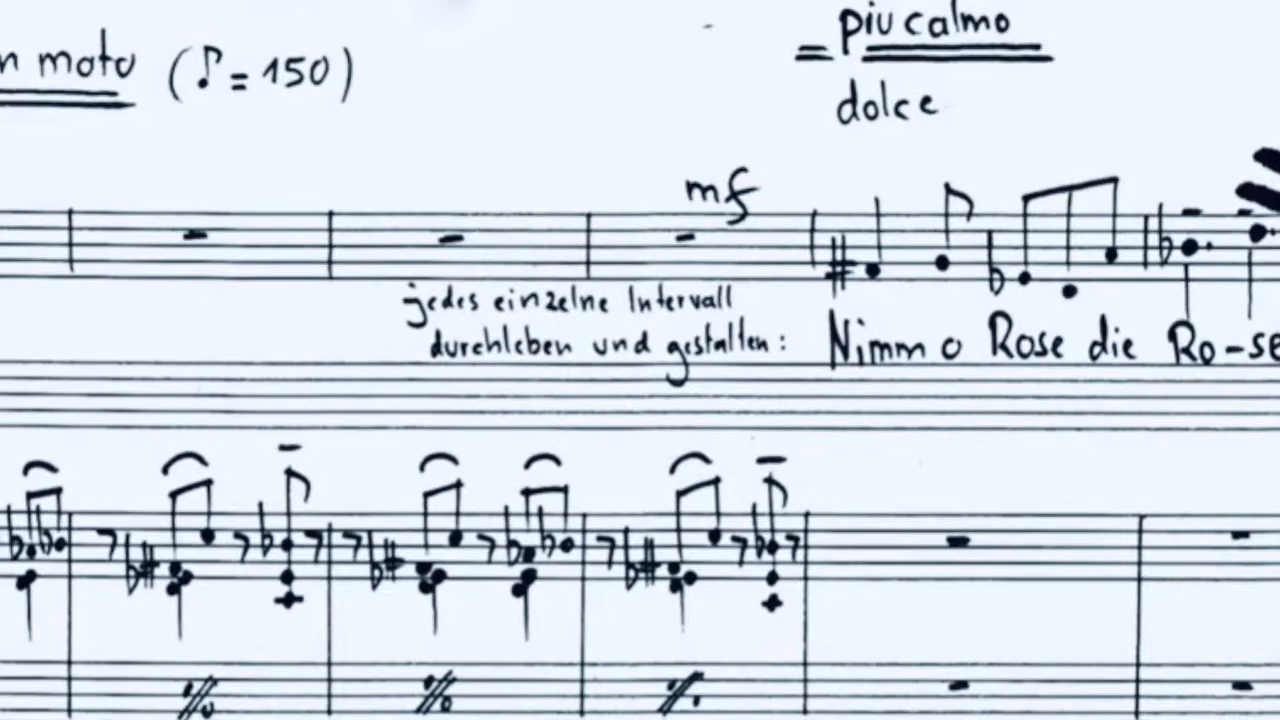 n moto (♪=150)
= piu calmo
dolce
mf
jedes einzelne Intervall
durchleben und gestalten:
Nimm o Rose die Ro-se